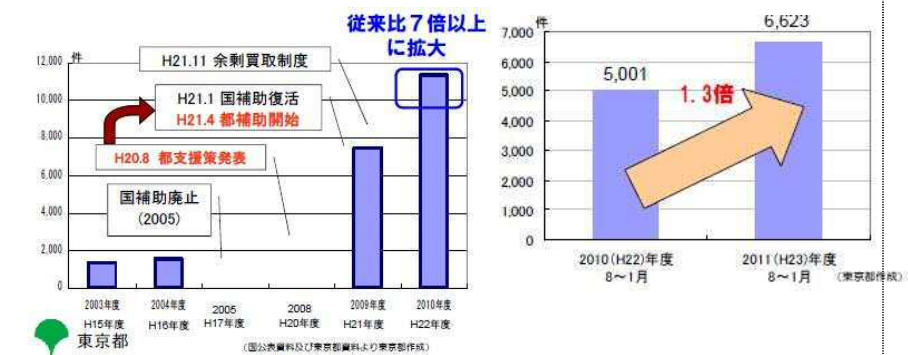 従来比７倍以上
に拡大
件
12,000
10,000
8,000
6,000
4,000
2,000
0
H21.11 余剰買取制度
H21.1 国補助復活
H21.4 都補助開始
H20.8 都支援策発表
国補助廃止
(2005)
2003年度
H15年度
2004年度
H16年度
2005
H17年度
2008
H20年度
2009年度
H21年度
2010年度
H22年度
東京都
（国公表資料及び東京都資料より東京都作成）
件
7,000
6,000
5,000
4,000
3,000
2,000
1,000
0
5,001
6,623
1.3倍
2010(H22)年度
8～1月
2011(H23)年度
8～1月
（東京都作成）